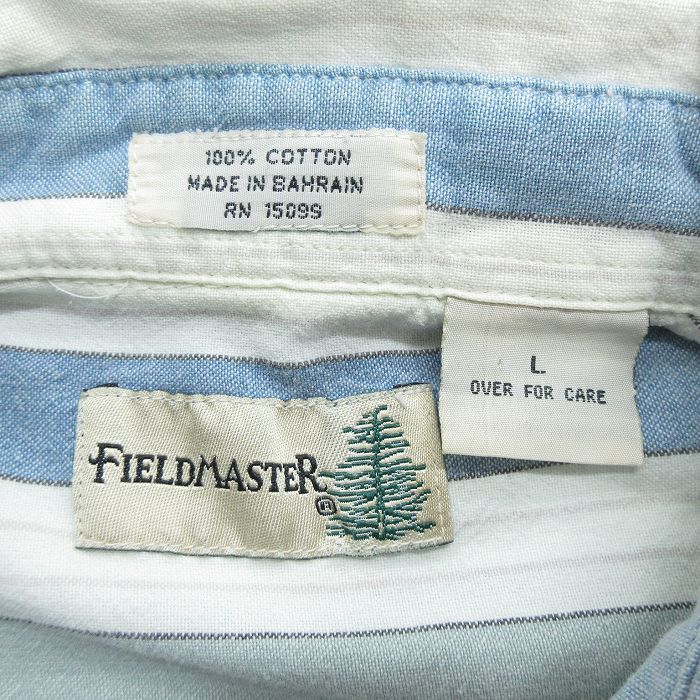 100% COTTON
MADE IN BAHRAIN
RN 15099
L
OVER FOR CARE
FIELDMASTER ®